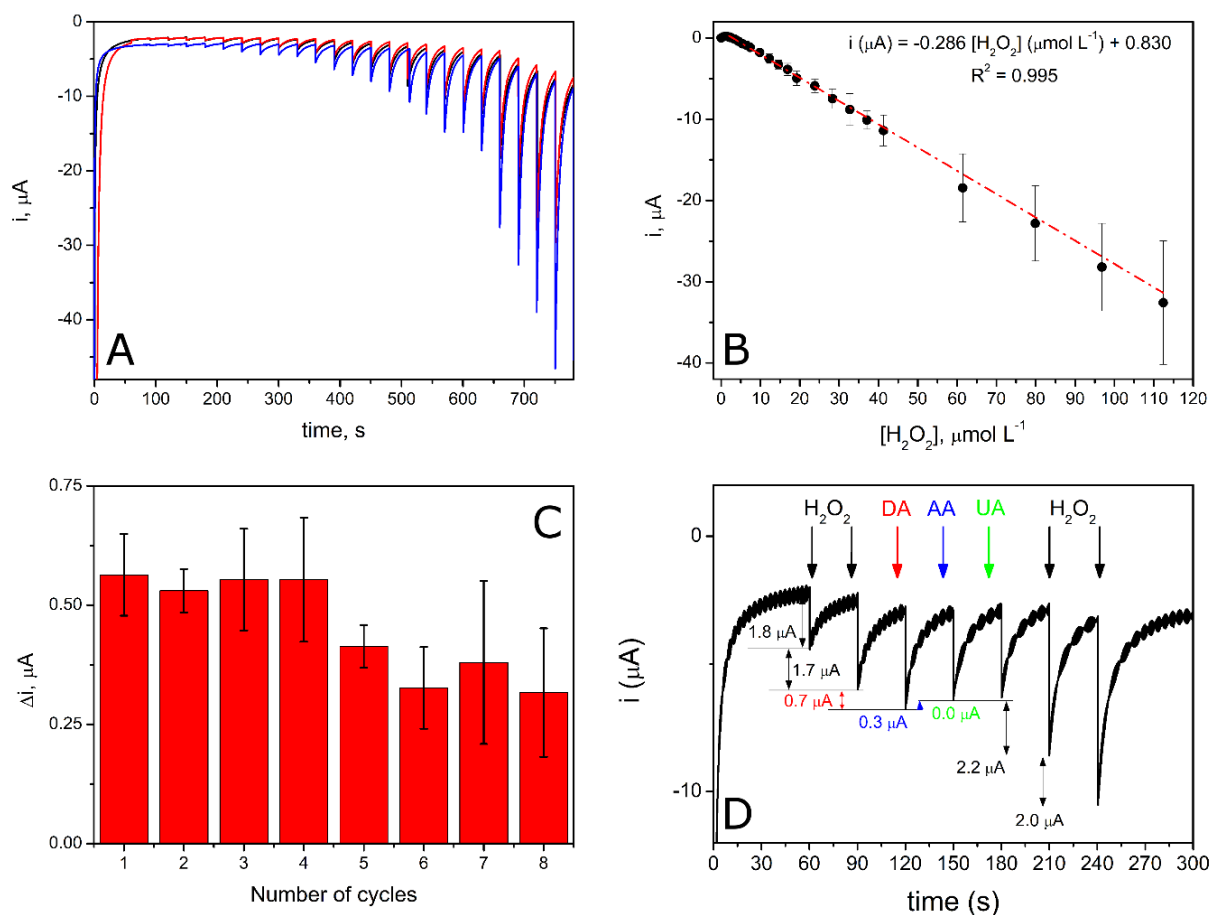 0
-10
-20
-30
-40
i, μA
0 100 200 300 400 500 600 700
time, s
A
0
-10
-20
-30
-40
i, μA
i (μA) = -0.286 [H₂O₂] (μmol L⁻¹) + 0.830
R² = 0.995
0 10 20 30 40 50 60 70 80 90 100 110 120
[H₂O₂], μmol L⁻¹
B
0.75
0.50
0.25
0.00
Δi, μA
1 2 3 4 5 6 7 8
Number of cycles
C
0
-10
i (μA)
H₂O₂ DA AA UA H₂O₂
1.8 μA
1.7 μA
0.7 μA
0.3 μA
0.0 μA
2.2 μA
2.0 μA
0 30 60 90 120 150 180 210 240 270 300
time (s)
D